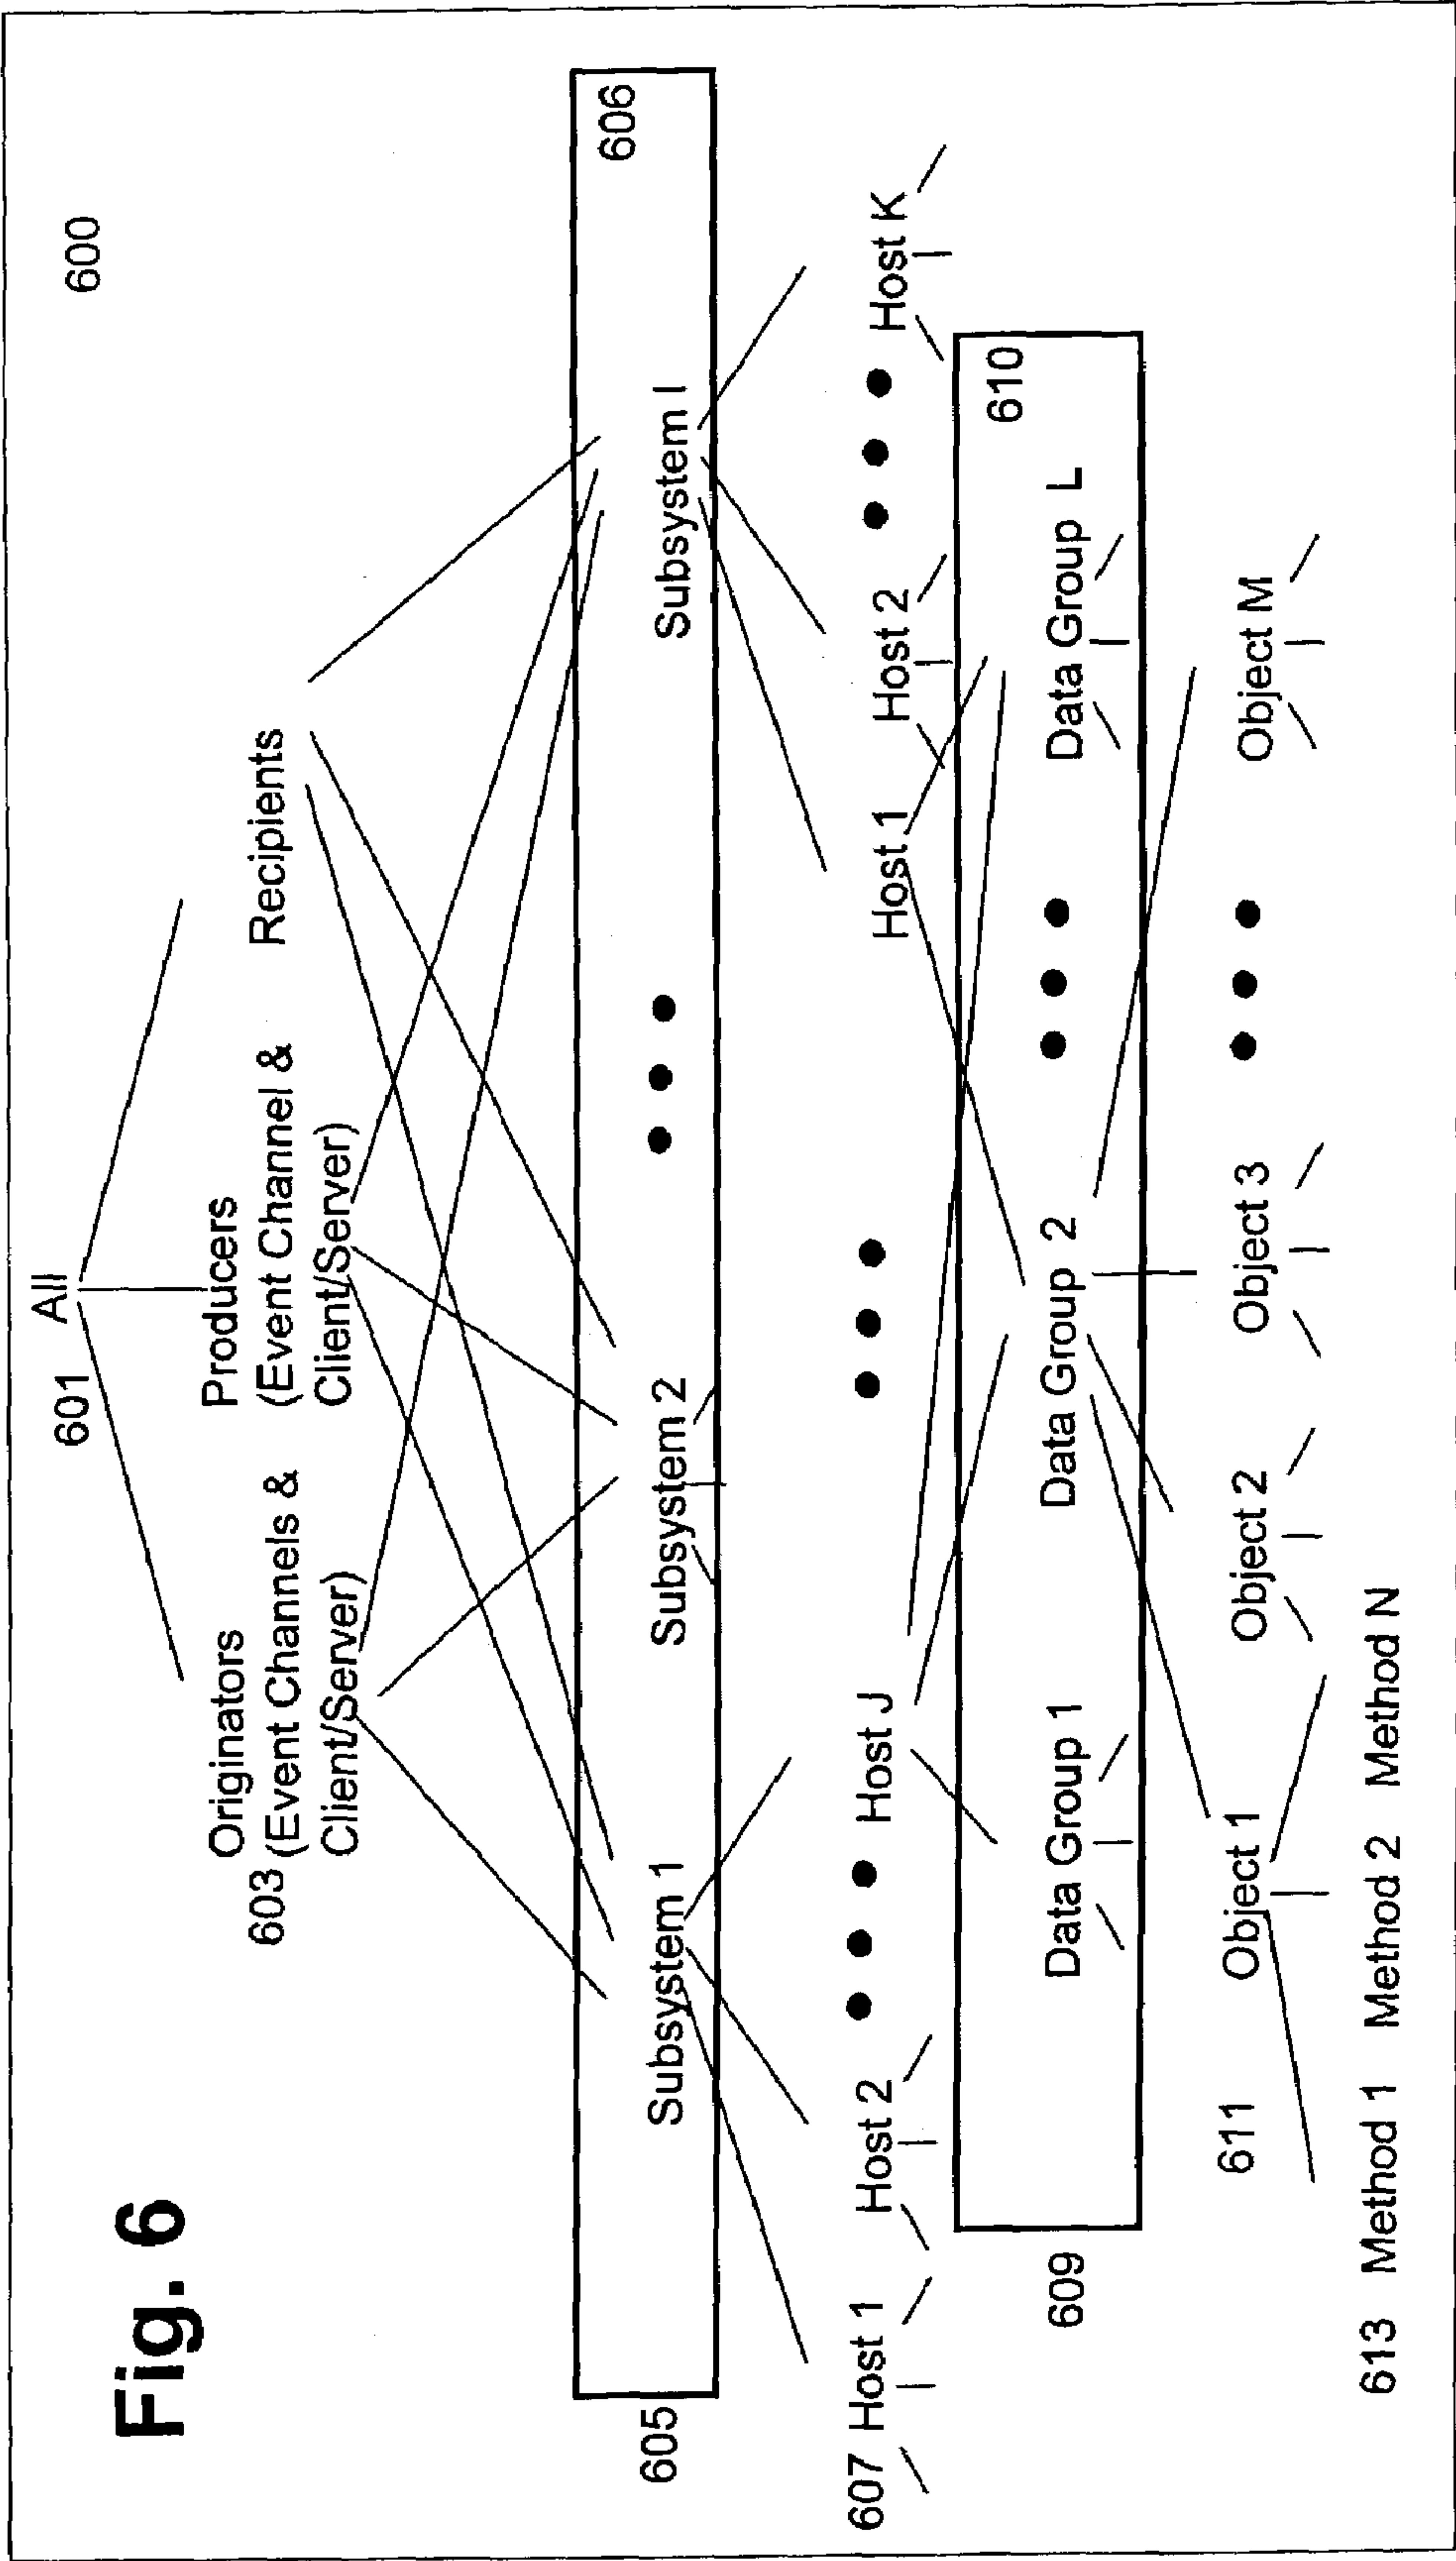 Fig. 6
600
All
601
Originators
603 (Event Channels &
Client/Server)
Producers
(Event Channel &
Client/Server)
Recipients
606
605
Subsystem 1
Subsystem 2
Subsystem I
607 Host 1
Host 2
Host J
Host 1
Host 2
Host K
610
609
Data Group 1
Data Group 2
Data Group L
611
Object 1
Object 2
Object 3
Object M
613 Method 1 Method 2 Method N